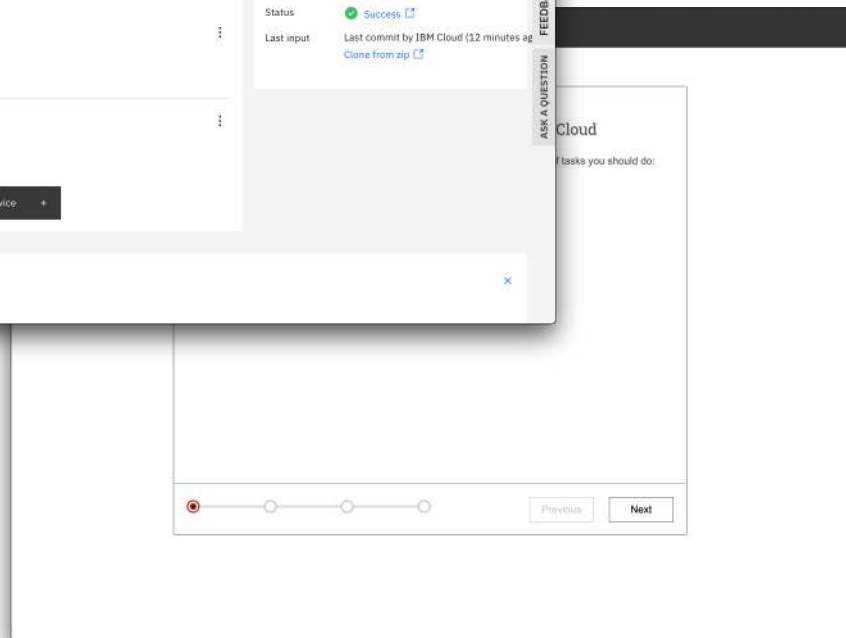 Status
Success
Last input
Last commit by IBM Cloud (12 minutes ag
Clone from zip
FEEDB
ASK A QUESTION
Cloud
tasks you should do:
vice +
Previous
Next